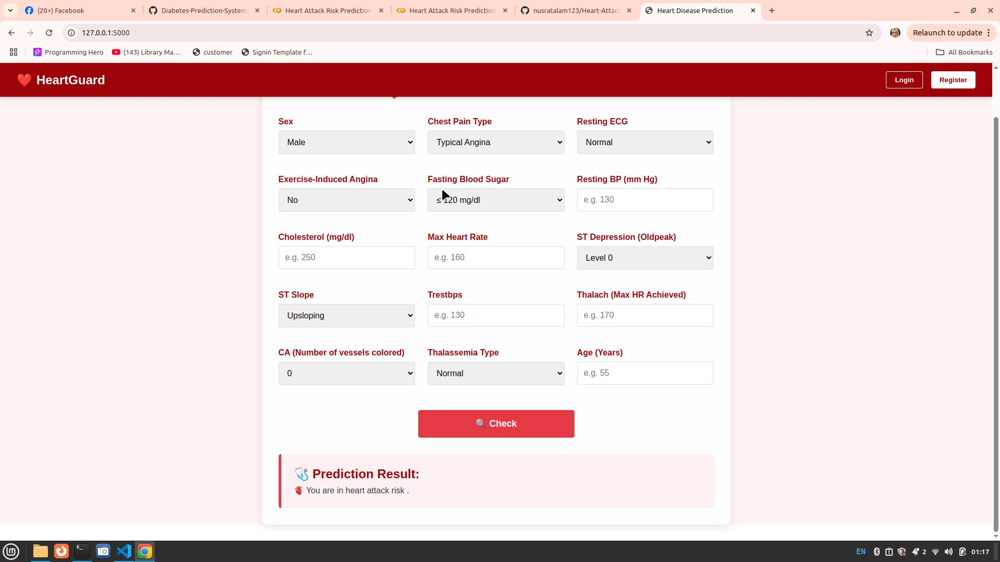 (20+) Facebook
Diabetes-Prediction-System/
Heart Attack Risk Prediction
Heart Attack Risk Prediction
nusratalam123/Heart-Attack
Heart Disease Prediction
127.0.0.1:5000
Relaunch to update
Programming Hero
(143) Library Ma...
customer
Signin Template f...
All Bookmarks
HeartGuard
Login
Register
Sex
Chest Pain Type
Resting ECG
Male
Typical Angina
Normal
Exercise-Induced Angina
Fasting Blood Sugar
Resting BP (mm Hg)
No
≤ 120 mg/dl
e.g. 130
Cholesterol (mg/dl)
Max Heart Rate
ST Depression (Oldpeak)
e.g. 250
e.g. 160
Level 0
ST Slope
Trestbps
Thalach (Max HR Achieved)
Upsloping
e.g. 130
e.g. 170
CA (Number of vessels colored)
Thalassemia Type
Age (Years)
0
Normal
e.g. 55
Check
Prediction Result:
You are in heart attack risk .
EN
2
01:17